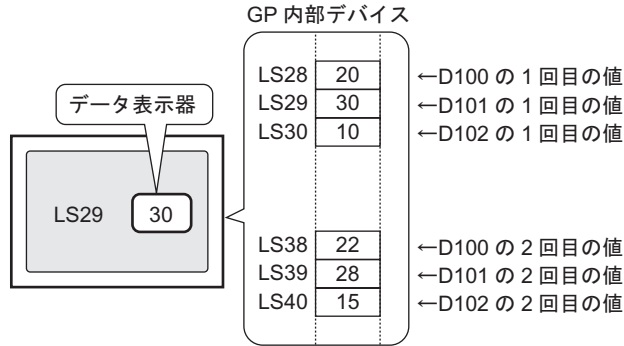 GP 内部デバイス
LS28 20 ←D100 の 1 回目の値
LS29 30 ←D101 の 1 回目の値
LS30 10 ←D102 の 1 回目の値
データ表示器
LS29 30
LS38 22 ←D100 の 2 回目の値
LS39 28 ←D101 の 2 回目の値
LS40 15 ←D102 の 2 回目の値